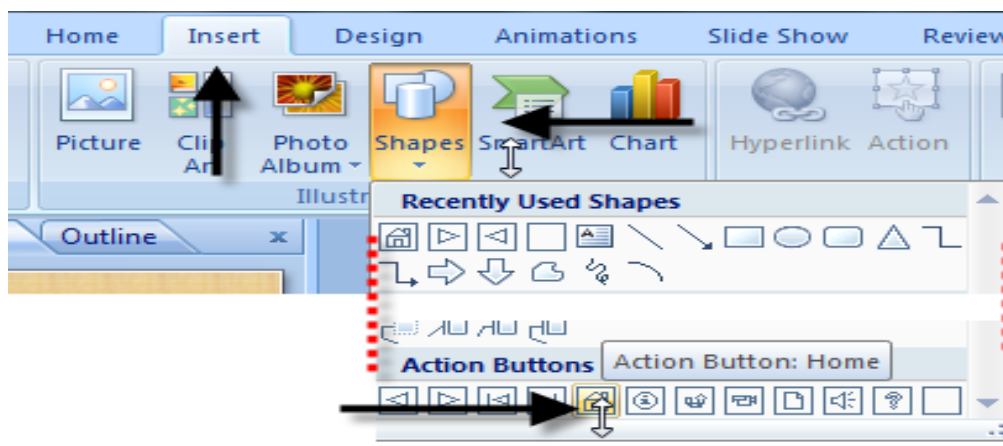 Home Insert Design Animations Slide Show Review
Picture Clip Photo Shapes SmartArt Chart Hyperlink Action
Art Album
Illustr
Recently Used Shapes
Outline x
Action Buttons Action Button: Home